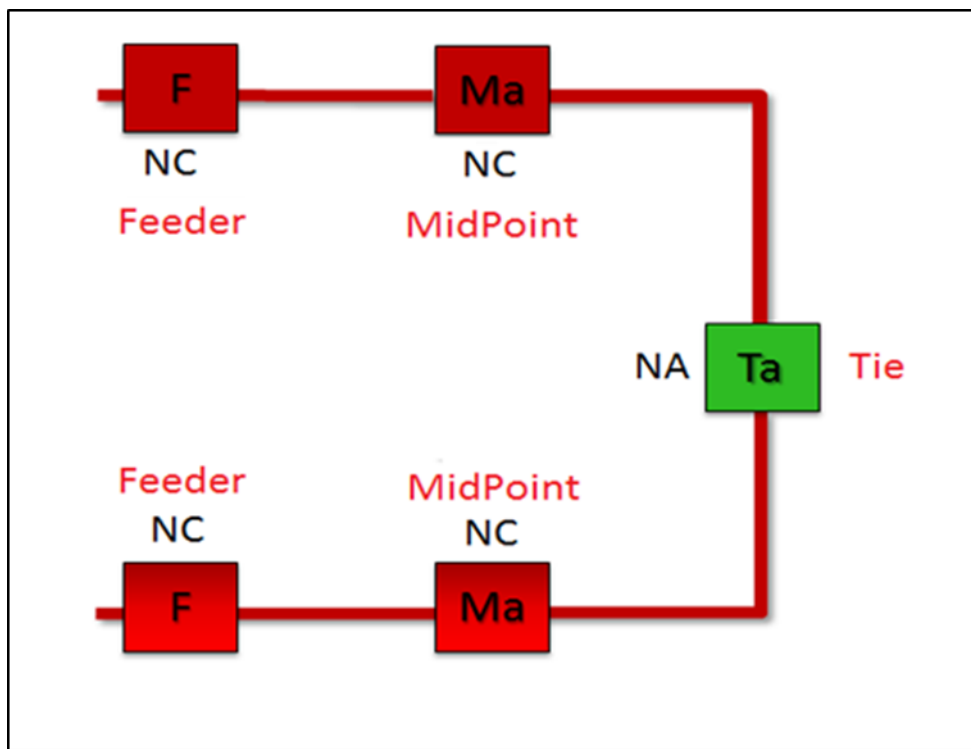 F
Ma
NC
NC
Feeder
MidPoint
NA
Ta
Tie
Feeder
MidPoint
NC
NC
F
Ma